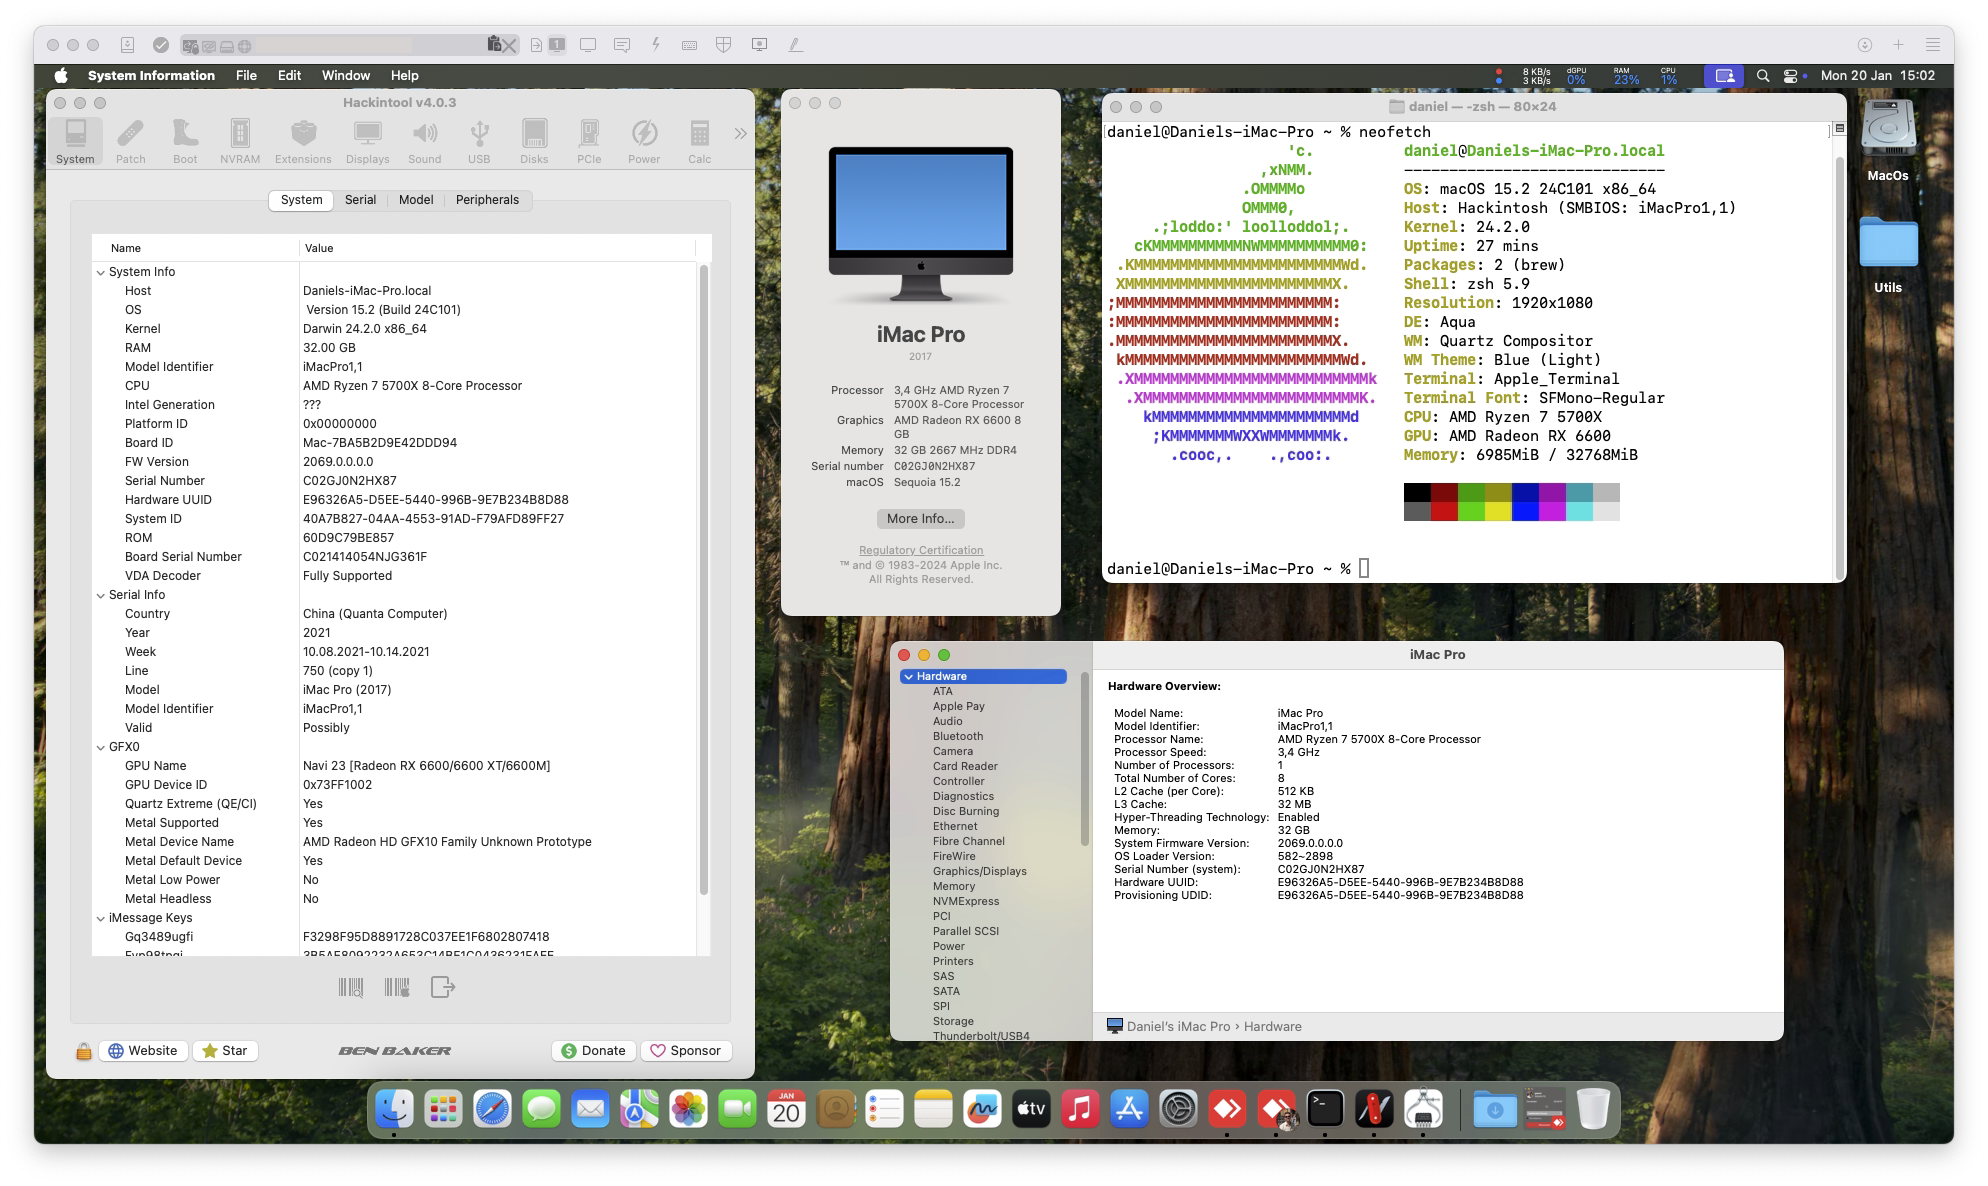 1
System Information File Edit Window Help
8 KB/s
3 KB/s
dGPU
0%
RAM
23%
CPU
1%
Mon 20 Jan 15:02
Hackintool v4.0.3
System Patch Boot NVRAM Extensions Displays Sound USB Disks PCIe Power Calc
System Serial Model Peripherals
Name Value
System Info
Host Daniels-iMac-Pro.local
OS Version 15.2 (Build 24C101)
Kernel Darwin 24.2.0 x86_64
RAM 32.00 GB
Model Identifier iMacPro1,1
CPU AMD Ryzen 7 5700X 8-Core Processor
Intel Generation ???
Platform ID 0x00000000
Board ID Mac-7BA5B2D9E42DDD94
FW Version 2069.0.0.0.0
Serial Number C02GJ0N2HX87
Hardware UUID E96326A5-D5EE-5440-996B-9E7B234B8D88
System ID 40A7B827-04AA-4553-91AD-F79AFD89FF27
ROM 60D9C79BE857
Board Serial Number C021414054NJG361F
VDA Decoder Fully Supported
Serial Info
Country China (Quanta Computer)
Year 2021
Week 10.08.2021-10.14.2021
Line 750 (copy 1)
Model iMac Pro (2017)
Model Identifier iMacPro1,1
Valid Possibly
GFX0
GPU Name Navi 23 [Radeon RX 6600/6600 XT/6600M]
GPU Device ID 0x73FF1002
Quartz Extreme (QE/CI) Yes
Metal Supported Yes
Metal Device Name AMD Radeon HD GFX10 Family Unknown Prototype
Metal Default Device Yes
Metal Low Power No
Metal Headless No
iMessage Keys
Gq3489ugfi F3298F95D8891728C037EE1F6802807418
Website Star BEN BAKER Donate Sponsor
iMac Pro
2017
Processor 3,4 GHz AMD Ryzen 7
5700X 8-Core Processor
Graphics AMD Radeon RX 6600 8
GB
Memory 32 GB 2667 MHz DDR4
Serial number C02GJ0N2HX87
macOS Sequoia 15.2
More Info...
Regulatory Certification
™ and © 1983-2024 Apple Inc.
All Rights Reserved.
daniel — -zsh — 80×24
[daniel@Daniels-iMac-Pro ~ % neofetch ]
'c. daniel@Daniels-iMac-Pro.local
,xNMM. -----------------------------
.OMMMMo OS: macOS 15.2 24C101 x86_64
OMMM0, Host: Hackintosh (SMBIOS: iMacPro1,1)
.;loddo:' loolloddol;. Kernel: 24.2.0
cKMMMMMMMMMMNWMMMMMMMMMM0: Uptime: 27 mins
.KMMMMMMMMMMMMMMMMMMMMMMMWd. Packages: 2 (brew)
XMMMMMMMMMMMMMMMMMMMMMMMX. Shell: zsh 5.9
;MMMMMMMMMMMMMMMMMMMMMMMM: Resolution: 1920x1080
:MMMMMMMMMMMMMMMMMMMMMMMM: DE: Aqua
.MMMMMMMMMMMMMMMMMMMMMMMMX. WM: Quartz Compositor
kMMMMMMMMMMMMMMMMMMMMMMMMWd. WM Theme: Blue (Light)
.XMMMMMMMMMMMMMMMMMMMMMMMMMMk Terminal: Apple_Terminal
.XMMMMMMMMMMMMMMMMMMMMMMMMK. Terminal Font: SFMono-Regular
kMMMMMMMMMMMMMMMMMMMMMMd CPU: AMD Ryzen 7 5700X
;KMMMMMMMWXXWMMMMMMMk. GPU: AMD Radeon RX 6600
.cooc,. .,coo:. Memory: 6985MiB / 32768MiB
daniel@Daniels-iMac-Pro ~ %
MacOs
Utils
Hardware
ATA
Apple Pay
Audio
Bluetooth
Camera
Card Reader
Controller
Diagnostics
Disc Burning
Ethernet
Fibre Channel
FireWire
Graphics/Displays
Memory
NVMExpress
PCI
Parallel SCSI
Power
Printers
SAS
SATA
SPI
Storage
Thunderbolt/USB4
iMac Pro
Hardware Overview:
Model Name: iMac Pro
Model Identifier: iMacPro1,1
Processor Name: AMD Ryzen 7 5700X 8-Core Processor
Processor Speed: 3,4 GHz
Number of Processors: 1
Total Number of Cores: 8
L2 Cache (per Core): 512 KB
L3 Cache: 32 MB
Hyper-Threading Technology: Enabled
Memory: 32 GB
System Firmware Version: 2069.0.0.0.0
OS Loader Version: 582~2898
Serial Number (system): C02GJ0N2HX87
Hardware UUID: E96326A5-D5EE-5440-996B-9E7B234B8D88
Provisioning UDID: E96326A5-D5EE-5440-996B-9E7B234B8D88
Daniel's iMac Pro › Hardware
JAN
20
tv